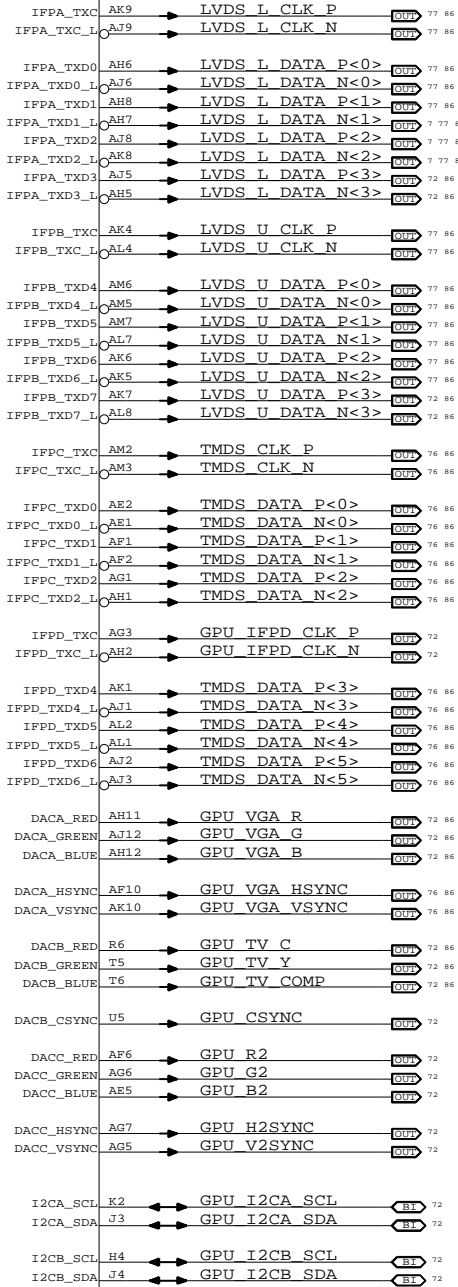 IFPA_TXC AK9 LVDS_L_CLK_P OUT 77 86
IFPA_TXC_L AJ9 LVDS_L_CLK_N OUT 77 86
IFPA_TXD0 AH6 LVDS_L_DATA_P<0> OUT 77 86
IFPA_TXD0_L AJ6 LVDS_L_DATA_N<0> OUT 77 86
IFPA_TXD1 AH8 LVDS_L_DATA_P<1> OUT 77 86
IFPA_TXD1_L AH7 LVDS_L_DATA_N<1> OUT 7 77 8
IFPA_TXD2 AJ8 LVDS_L_DATA_P<2> OUT 7 77 8
IFPA_TXD2_L AK8 LVDS_L_DATA_N<2> OUT 7 77 8
IFPA_TXD3 AJ5 LVDS_L_DATA_P<3> OUT 72 86
IFPA_TXD3_L AH5 LVDS_L_DATA_N<3> OUT 72 86
IFPB_TXC AK4 LVDS_U_CLK_P OUT 77 86
IFPB_TXC_L AL4 LVDS_U_CLK_N OUT 77 86
IFPB_TXD4 AM6 LVDS_U_DATA_P<0> OUT 77 86
IFPB_TXD4_L AM5 LVDS_U_DATA_N<0> OUT 77 86
IFPB_TXD5 AM7 LVDS_U_DATA_P<1> OUT 77 86
IFPB_TXD5_L AL7 LVDS_U_DATA_N<1> OUT 77 86
IFPB_TXD6 AK6 LVDS_U_DATA_P<2> OUT 77 86
IFPB_TXD6_L AK5 LVDS_U_DATA_N<2> OUT 77 86
IFPB_TXD7 AK7 LVDS_U_DATA_P<3> OUT 72 86
IFPB_TXD7_L AL8 LVDS_U_DATA_N<3> OUT 72 86
IFPC_TXC AM2 TMDS_CLK_P OUT 76 86
IFPC_TXC_L AM3 TMDS_CLK_N OUT 76 86
IFPC_TXD0 AE2 TMDS_DATA_P<0> OUT 76 86
IFPC_TXD0_L AE1 TMDS_DATA_N<0> OUT 76 86
IFPC_TXD1 AF1 TMDS_DATA_P<1> OUT 76 86
IFPC_TXD1_L AF2 TMDS_DATA_N<1> OUT 76 86
IFPC_TXD2 AG1 TMDS_DATA_P<2> OUT 76 86
IFPC_TXD2_L AH1 TMDS_DATA_N<2> OUT 76 86
IFPD_TXC AG3 GPU_IFPD_CLK_P OUT 72
IFPD_TXC_L AH2 GPU_IFPD_CLK_N OUT 72
IFPD_TXD4 AK1 TMDS_DATA_P<3> OUT 76 86
IFPD_TXD4_L AJ1 TMDS_DATA_N<3> OUT 76 86
IFPD_TXD5 AL2 TMDS_DATA_P<4> OUT 76 86
IFPD_TXD5_L AL1 TMDS_DATA_N<4> OUT 76 86
IFPD_TXD6 AJ2 TMDS_DATA_P<5> OUT 76 86
IFPD_TXD6_L AJ3 TMDS_DATA_N<5> OUT 76 86
DACA_RED AH11 GPU_VGA_R OUT 72 86
DACA_GREEN AJ12 GPU_VGA_G OUT 72 86
DACA_BLUE AH12 GPU_VGA_B OUT 72 86
DACA_HSYNC AF10 GPU_VGA_HSYNC OUT 76 86
DACA_VSYNC AK10 GPU_VGA_VSYNC OUT 76 86
DACB_RED R6 GPU_TV_C OUT 72 86
DACB_GREEN T5 GPU_TV_Y OUT 72 86
DACB_BLUE T6 GPU_TV_COMP OUT 72 86
DACB_CSYNC U5 GPU_CSYNC OUT 72
DACC_RED AF6 GPU_R2 OUT 72
DACC_GREEN AG6 GPU_G2 OUT 72
DACC_BLUE AE5 GPU_B2 OUT 72
DACC_HSYNC AG7 GPU_H2SYNC OUT 72
DACC_VSYNC AG5 GPU_V2SYNC OUT 72
I2CA_SCL K2 GPU_I2CA_SCL BI 72
I2CA_SDA J3 GPU_I2CA_SDA BI 72
I2CB_SCL H4 GPU_I2CB_SCL BI 72
I2CB_SDA J4 GPU_I2CB_SDA BI 72